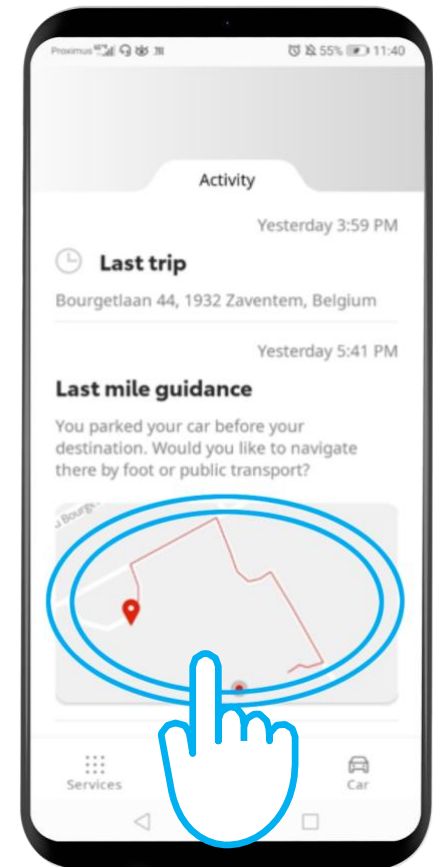 Proximus 55% 11:40
Activity
Yesterday 3:59 PM
Last trip
Bourgetlaan 44, 1932 Zaventem, Belgium
Yesterday 5:41 PM
Last mile guidance
You parked your car before your
destination. Would you like to navigate
there by foot or public transport?
Services Car